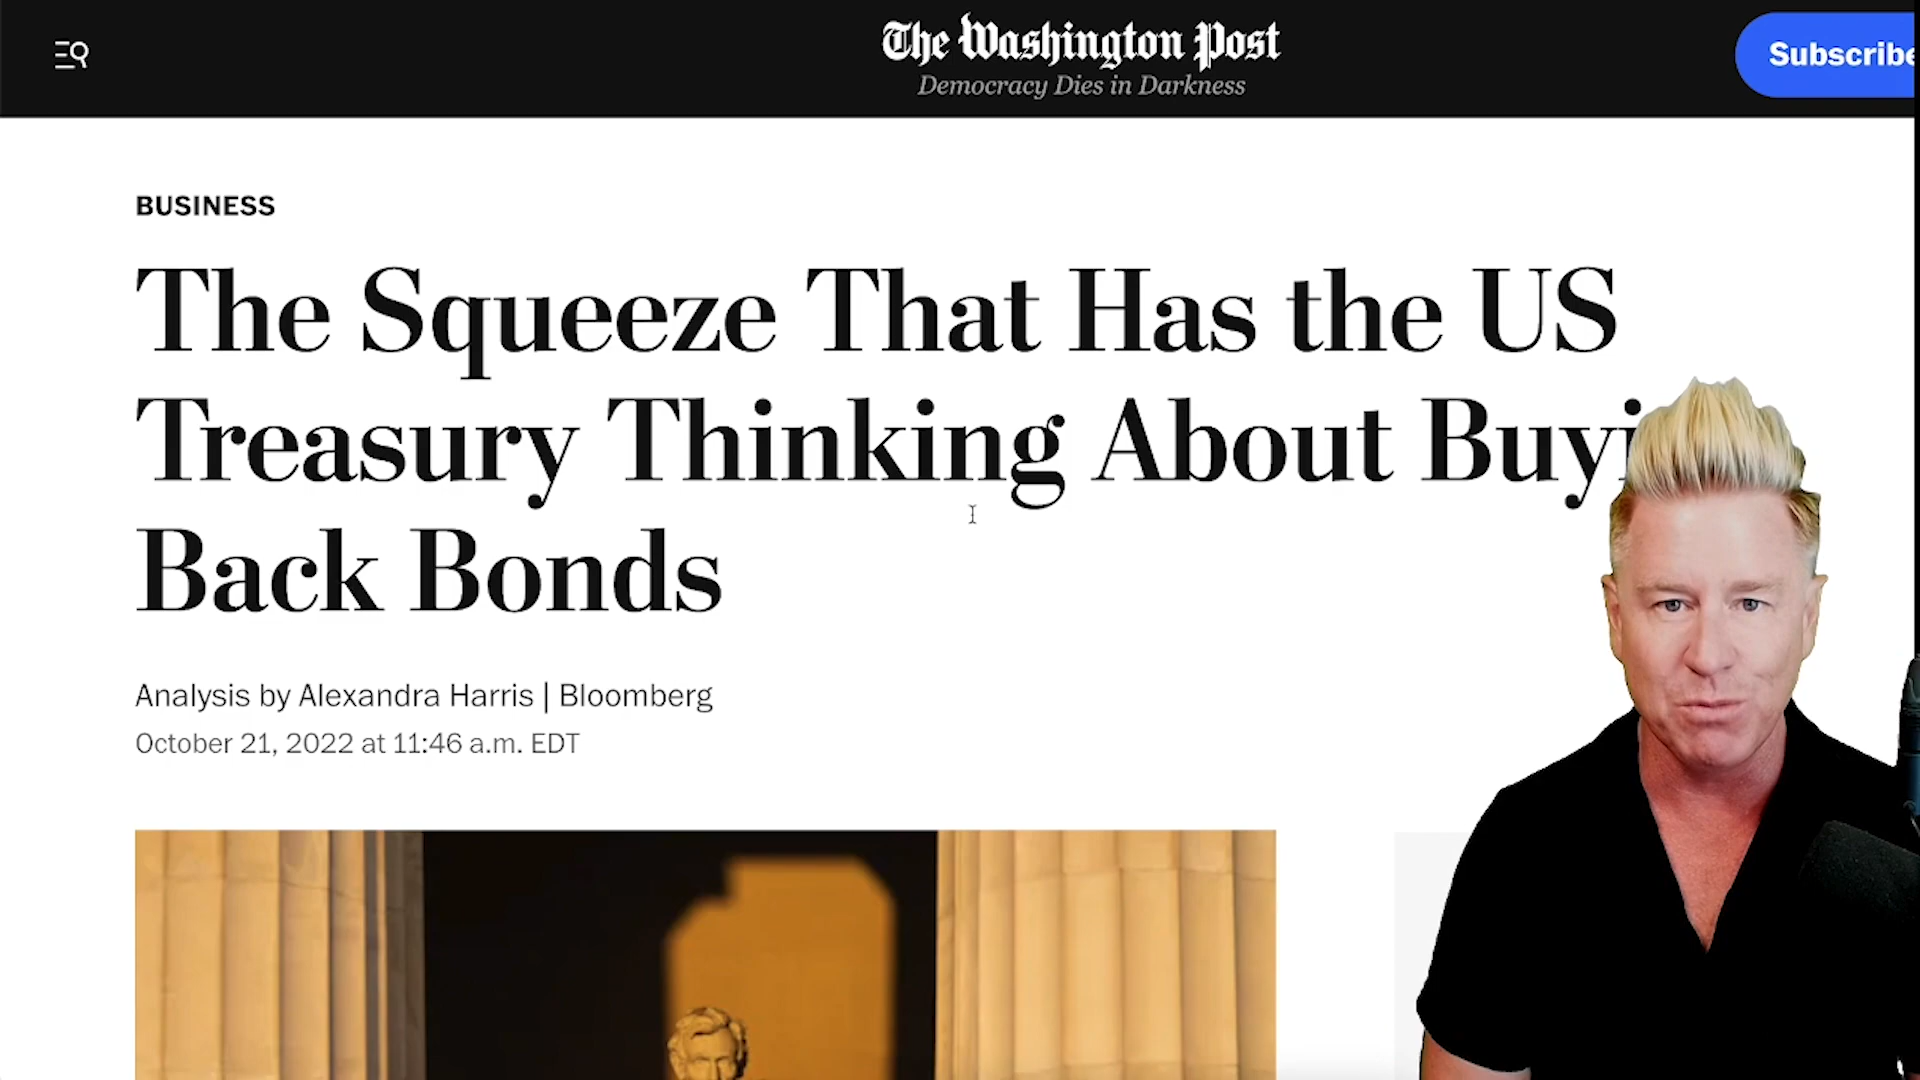 The Washington Post
Democracy Dies in Darkness
Subscribe
BUSINESS
The Squeeze That Has the US
Treasury Thinking About Buyi
Back Bonds
Analysis by Alexandra Harris | Bloomberg
October 21, 2022 at 11:46 a.m. EDT